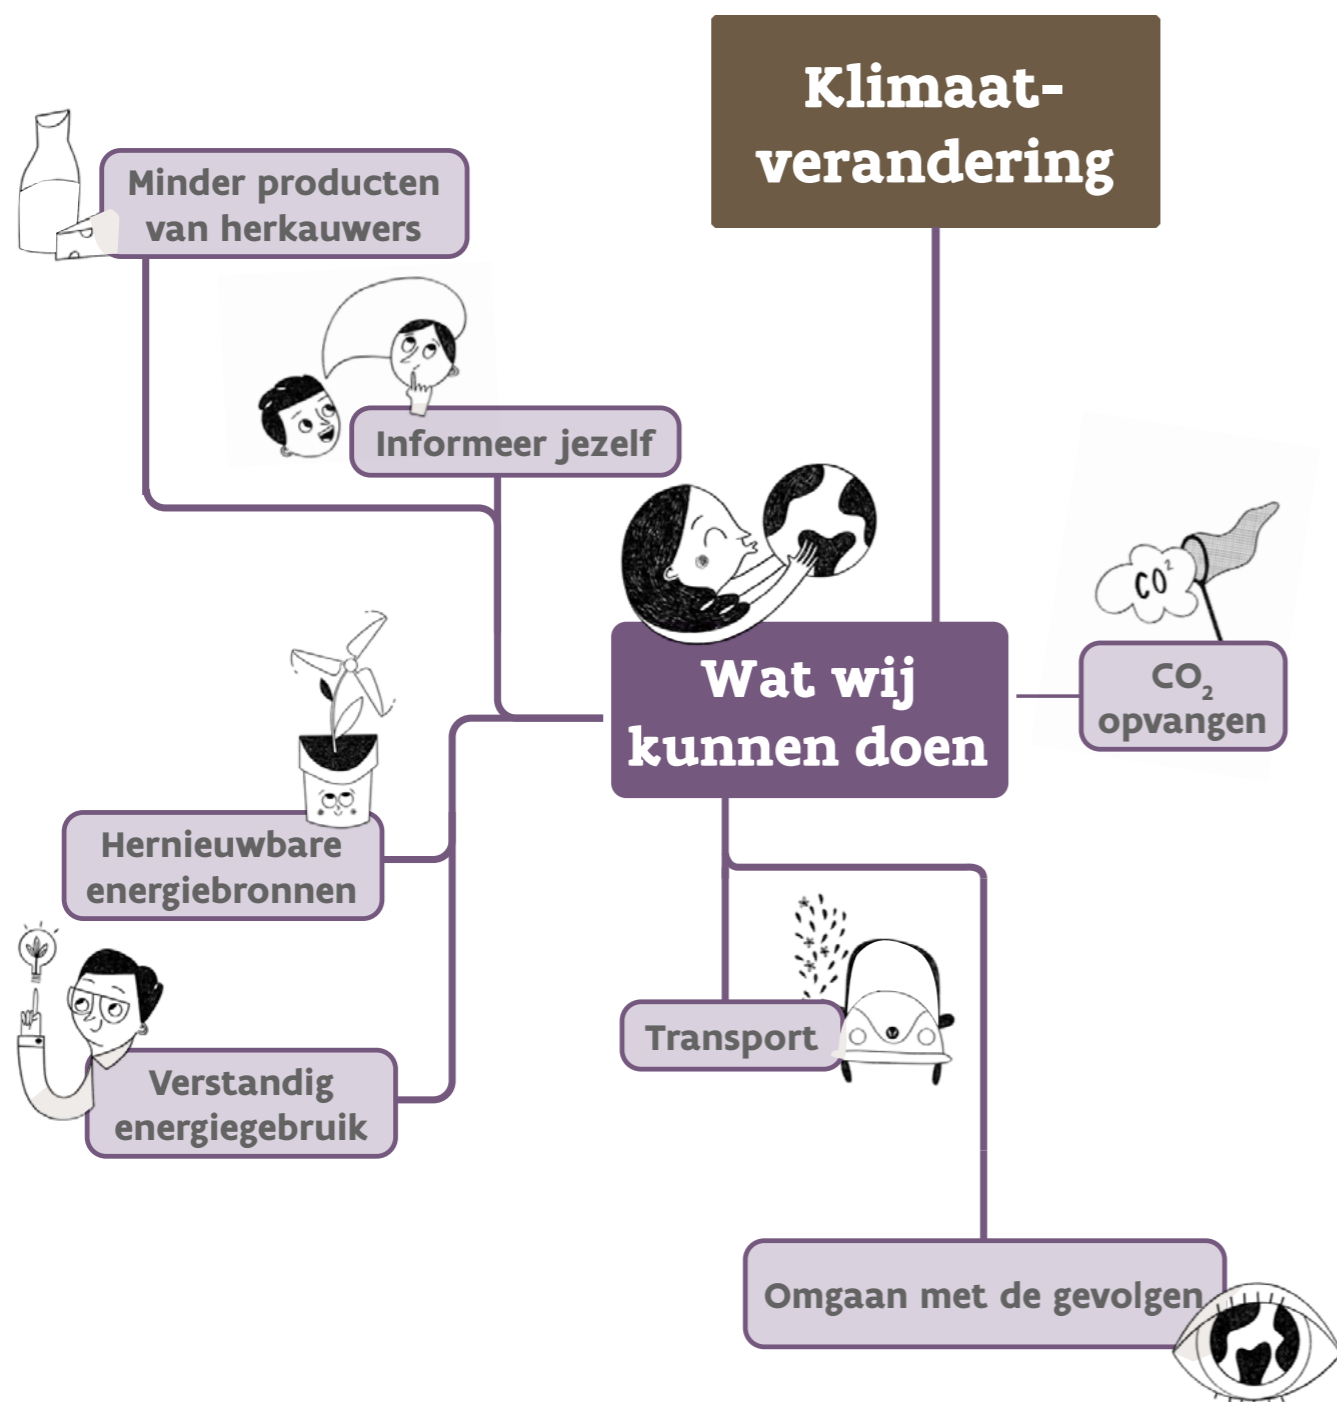 Klimaat-
verandering
Minder producten
van herkauwers
Informeer jezelf
CO²
Wat wij
kunnen doen
CO₂
opvangen
Hernieuwbare
energiebronnen
Transport
Verstandig
energiegebruik
Omgaan met de gevolgen